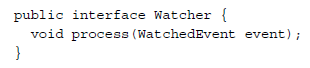 public interface Watcher {
  void process(WatchedEvent event);
}